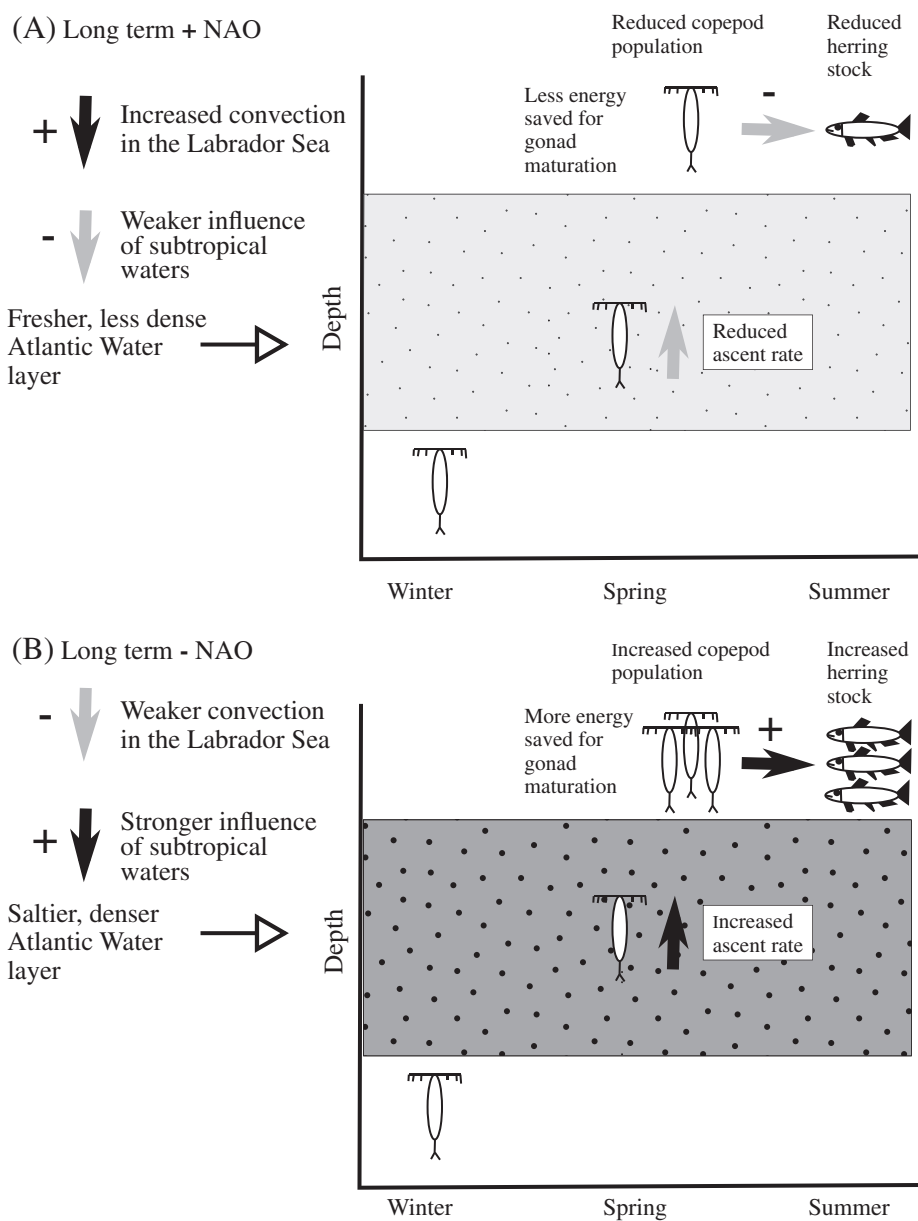 (A) Long term + NAO
Reduced copepod
population
Reduced
herring
stock
+
Increased convection
in the Labrador Sea
Less energy
saved for
gonad
maturation
-
-
Weaker influence
of subtropical
waters
Fresher, less dense
Atlantic Water
layer
Depth
Reduced
ascent rate
Winter
Spring
Summer
(B) Long term - NAO
Increased copepod
population
Increased
herring
stock
-
Weaker convection
in the Labrador Sea
More energy
saved for
gonad
maturation
+
+
Stronger influence
of subtropical
waters
Saltier, denser
Atlantic Water
layer
Depth
Increased
ascent rate
Winter
Spring
Summer